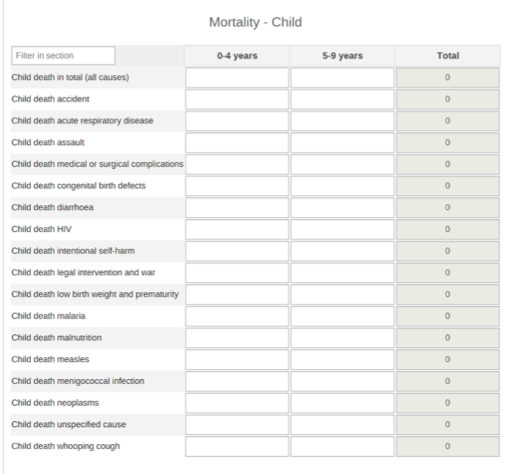 Mortality - Child
Filter in section 0-4 years 5-9 years Total
Child death in total (all causes) 0
Child death accident 0
Child death acute respiratory disease 0
Child death assault 0
Child death medical or surgical complications 0
Child death congenital birth defects 0
Child death diarrhoea 0
Child death HIV 0
Child death intentional self-harm 0
Child death legal intervention and war 0
Child death low birth weight and prematurity 0
Child death malaria 0
Child death malnutrition 0
Child death measles 0
Child death menigococcal infection 0
Child death neoplasms 0
Child death unspecified cause 0
Child death whooping cough 0